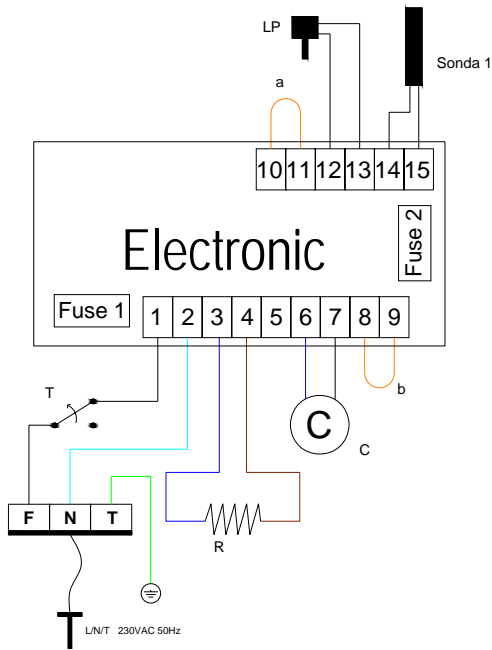 LP
Sonda 1
a
10 11 12 13 14 15
Electronic
Fuse 2
Fuse 1
1 2 3 4 5 6 7 8 9
T
b
C
C
F N T
R
L/N/T 230VAC 50Hz